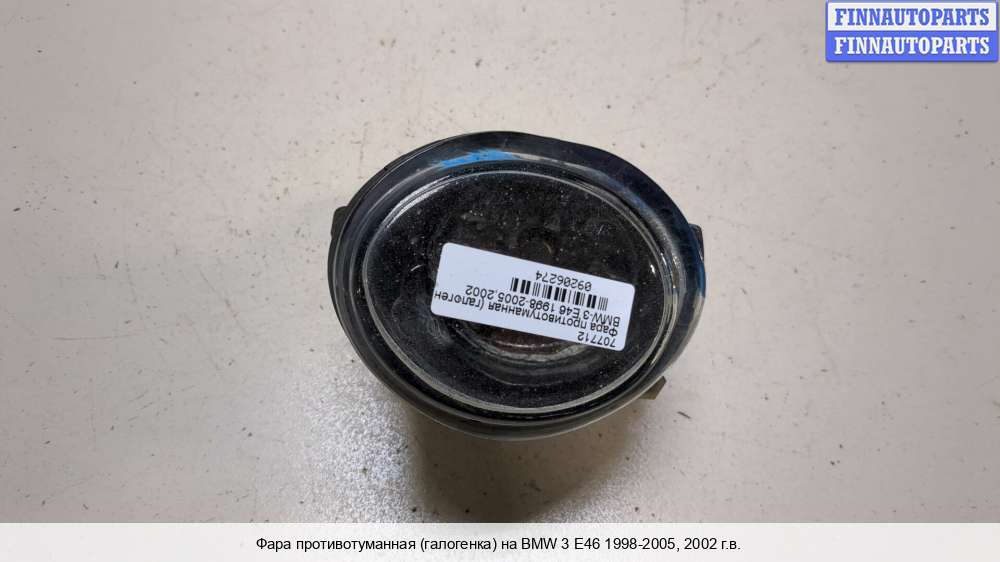 FINNAUTOPARTS
FINNAUTOPARTS
707712
Фара противотуманная (галоген
BMW-3 E46 1998-2005,2002
09206274
Фара противотуманная (галогенка) на BMW 3 E46 1998-2005, 2002 г.в.